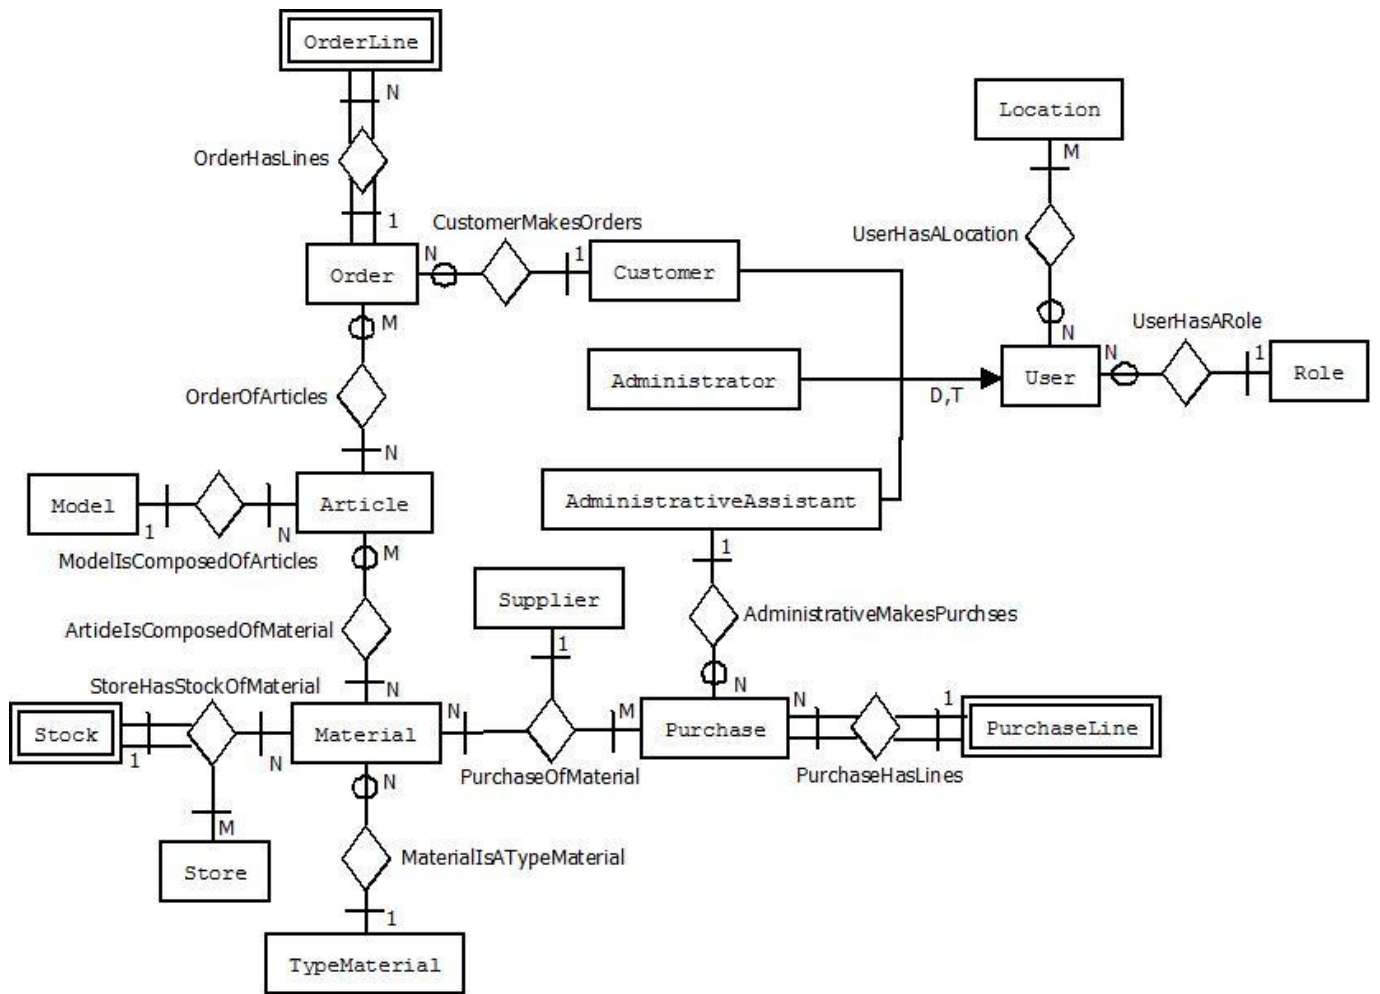 OrderLine
N
OrderHasLines
1
Location
M
UserHasALocation
N
CustomerMakesOrders
N
1
Order
Customer
UserHasARole
N
1
User
Role
Administrator
D,T
M
OrderOfArticles
N
Model
1
N
Article
ModelIsComposedOfArticles
AdministrativeAssistant
1
AdministrativeMakesPurchses
N
M
ArticleIsComposedOfMaterial
N
Supplier
1
StoreHasStockOfMaterial
Stock
1
N
Material
N
M
PurchaseOfMaterial
Purchase
N
1
PurchaseLine
PurchaseHasLines
M
Store
N
MaterialIsATypeMaterial
1
TypeMaterial